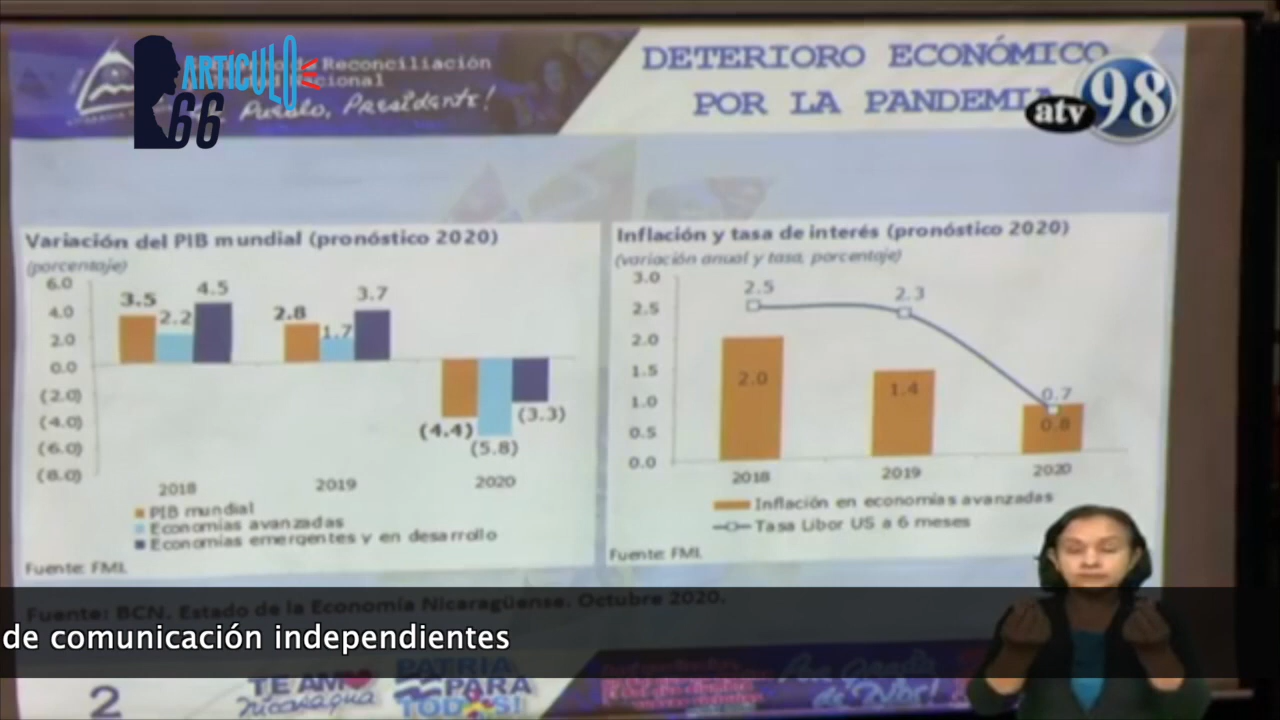 ARTÍCULO
66
de Reconciliación
Nacional
Pueblo, Presidente!
DETERIORO ECONÓMICO
POR LA PANDEMIA
atv 98
Variación del PIB mundial (pronóstico 2020)
(porcentaje)
6.0
4.0
2.0
0.0
(2.0)
(4.0)
(6.0)
(8.0)
3.5 2.2 4.5
2.8 1.7 3.7
(4.4) (5.8) (3.3)
2018 2019 2020
PIB mundial
Economías avanzadas
Economías emergentes y en desarrollo
Fuente: FMI.
Inflación y tasa de interés (pronóstico 2020)
(variación anual y tasa, porcentaje)
3.0
2.5
2.0
1.5
1.0
0.5
0.0
2.5 2.3 0.7
2.0 1.4 0.8
2018 2019 2020
Inflación en economías avanzadas
Tasa Libor US a 6 meses
Fuente: FMI.
Fuente: BCN. Estado de la Economía Nicaragüense. Octubre 2020.
de comunicación independientes
2
TE AMO
Nicaragua
PATRIA
PARA
TODOS!